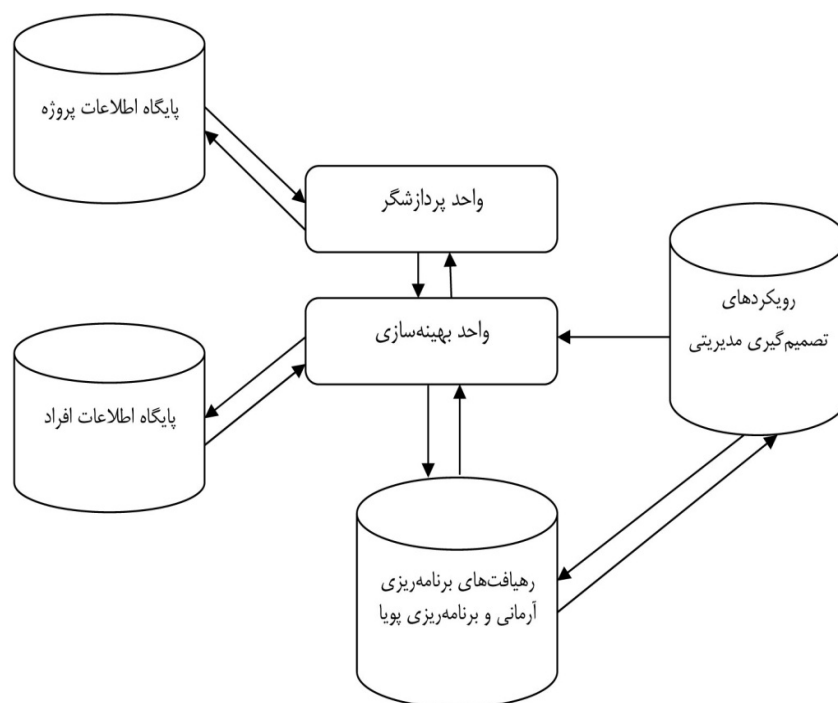 پایگاه اطلاعات پروژه
واحد پردازشگر
رویکردهای
تصمیم‌گیری مدیریتی
واحد بهینه‌سازی
پایگاه اطلاعات افراد
رهیافت‌های برنامه‌ریزی
آرمانی و برنامه‌ریزی پویا